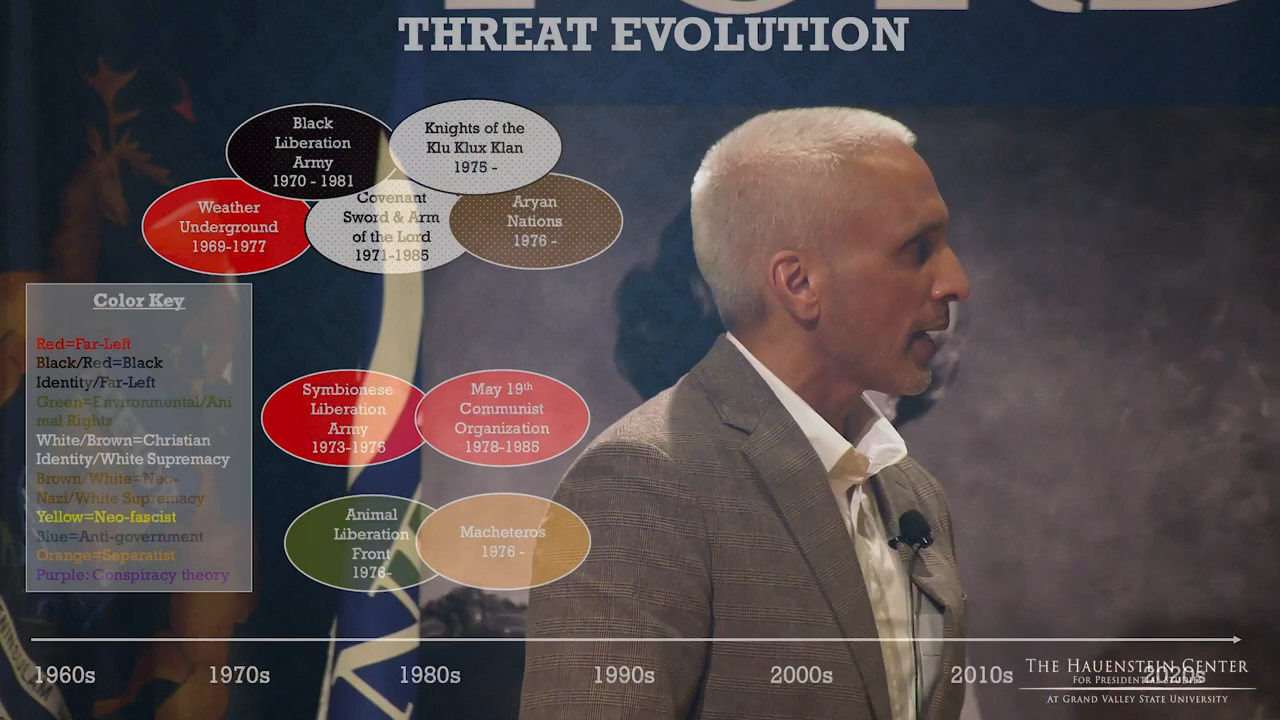 THREAT EVOLUTION
Black
Liberation
Army
1970 - 1981
Knights of the
Klu Klux Klan
1975 -
Weather
Underground
1969-1977
Covenant
Sword & Arm
of the Lord
1971-1985
Aryan
Nations
1976 -
Color Key
Red=Far-Left
Black/Red=Black
Identity/Far-Left
Green=Environmental/Ani
mal Rights
White/Brown=Christian
Identity/White Supremacy
Brown/White=Neo-
Nazi/White Supremacy
Yellow=Neo-fascist
Blue=Anti-government
Orange=Separatist
Purple: Conspiracy theory
Symbionese
Liberation
Army
1973-1975
May 19th
Communist
Organization
1978-1985
Animal
Liberation
Front
1976-
Macheteros
1976 -
1960s
1970s
1980s
1990s
2000s
2010s
2020s
THE HAUENSTEIN CENTER
FOR PRESIDENTIAL STUDIES
AT GRAND VALLEY STATE UNIVERSITY